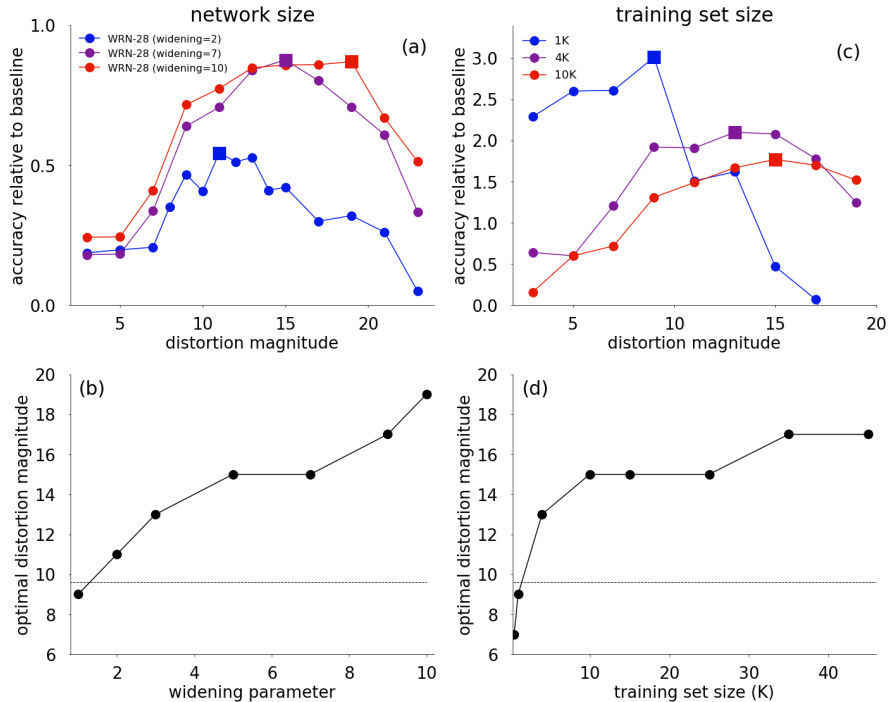 network size
(a)
WRN-28 (widening=2)
WRN-28 (widening=7)
WRN-28 (widening=10)
1.0
0.5
0.0
accuracy relative to baseline
5
10
15
20
distortion magnitude
training set size
(c)
1K
4K
10K
3.0
2.5
2.0
1.5
1.0
0.5
0.0
accuracy relative to baseline
5
10
15
20
distortion magnitude
(b)
20
18
16
14
12
10
8
6
optimal distortion magnitude
2
4
6
8
10
widening parameter
(d)
20
18
16
14
12
10
8
6
optimal distortion magnitude
10
20
30
40
training set size (K)